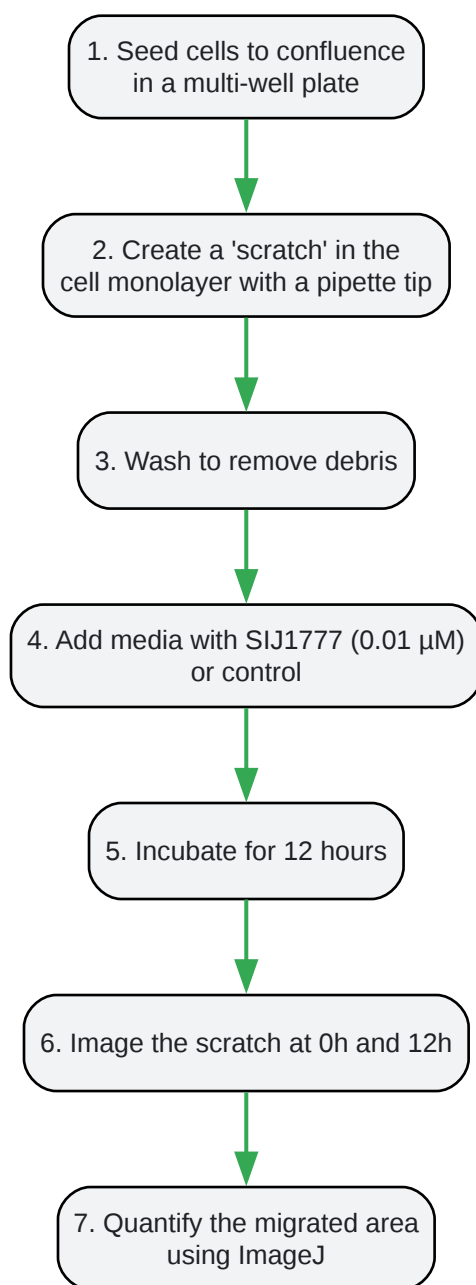 1. Seed cells to confluence
in a multi-well plate
2. Create a 'scratch' in the
cell monolayer with a pipette tip
3. Wash to remove debris
4. Add media with SIJ1777 (0.01 µM)
or control
5. Incubate for 12 hours
6. Image the scratch at 0h and 12h
7. Quantify the migrated area
using ImageJ